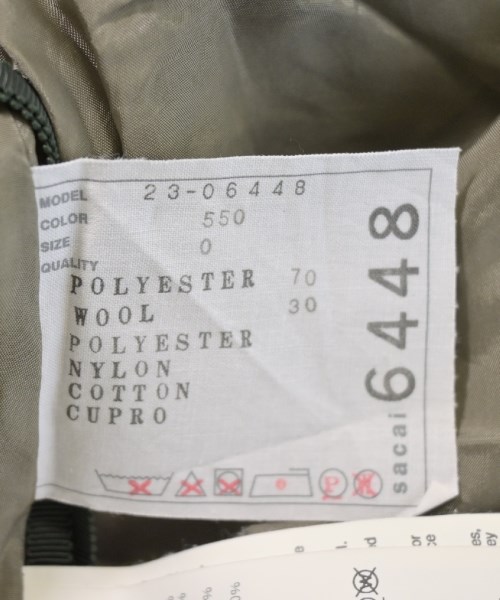 MODEL 23-06448
COLOR 550
SIZE 0
QUALITY
POLYESTER 70
WOOL 30
POLYESTER
NYLON
COTTON
CUPRO
sacai 6448
P